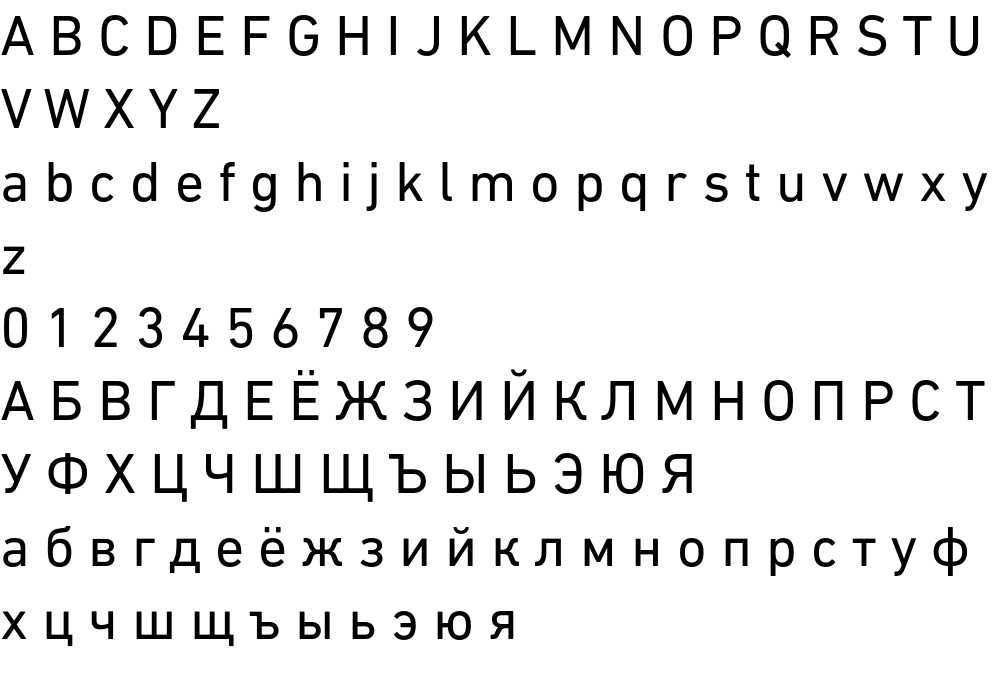 A B C D E F G H I J K L M N O P Q R S T U
V W X Y Z
a b c d e f g h i j k l m o p q r s t u v w x y
z
0 1 2 3 4 5 6 7 8 9
А Б В Г Д Е Ё Ж З И Й К Л М Н О П Р С Т
У Ф Х Ц Ч Ш Щ Ъ Ы Ь Э Ю Я
а б в г д е ё ж з и й к л м н о п р с т у ф
х ц ч ш щ ъ ы ь э ю я